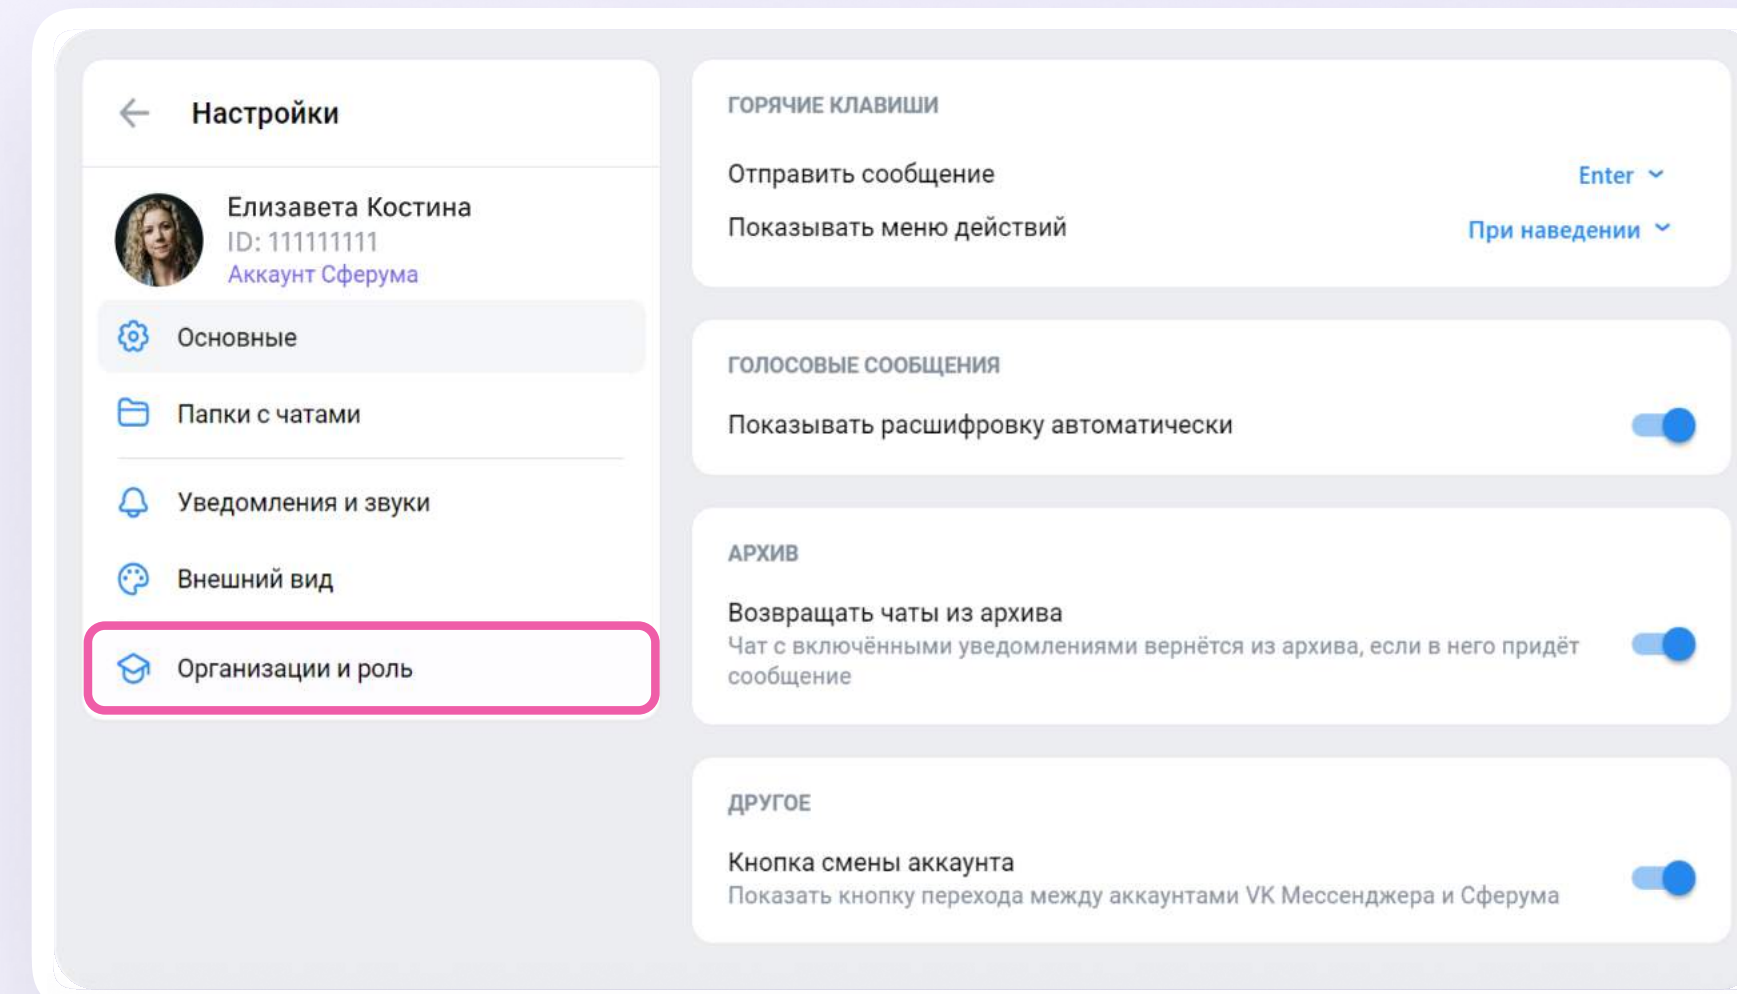 Настройки
Елизавета Костина
ID: 111111111
Аккаунт Сферума
Основные
Папки с чатами
Уведомления и звуки
Внешний вид
Организации и роль
ГОРЯЧИЕ КЛАВИШИ
Отправить сообщение Enter
Показывать меню действий При наведении
ГОЛОСОВЫЕ СООБЩЕНИЯ
Показывать расшифровку автоматически
АРХИВ
Возвращать чаты из архива
Чат с включёнными уведомлениями вернётся из архива, если в него придёт
сообщение
ДРУГОЕ
Кнопка смены аккаунта
Показать кнопку перехода между аккаунтами VK Мессенджера и Сферума